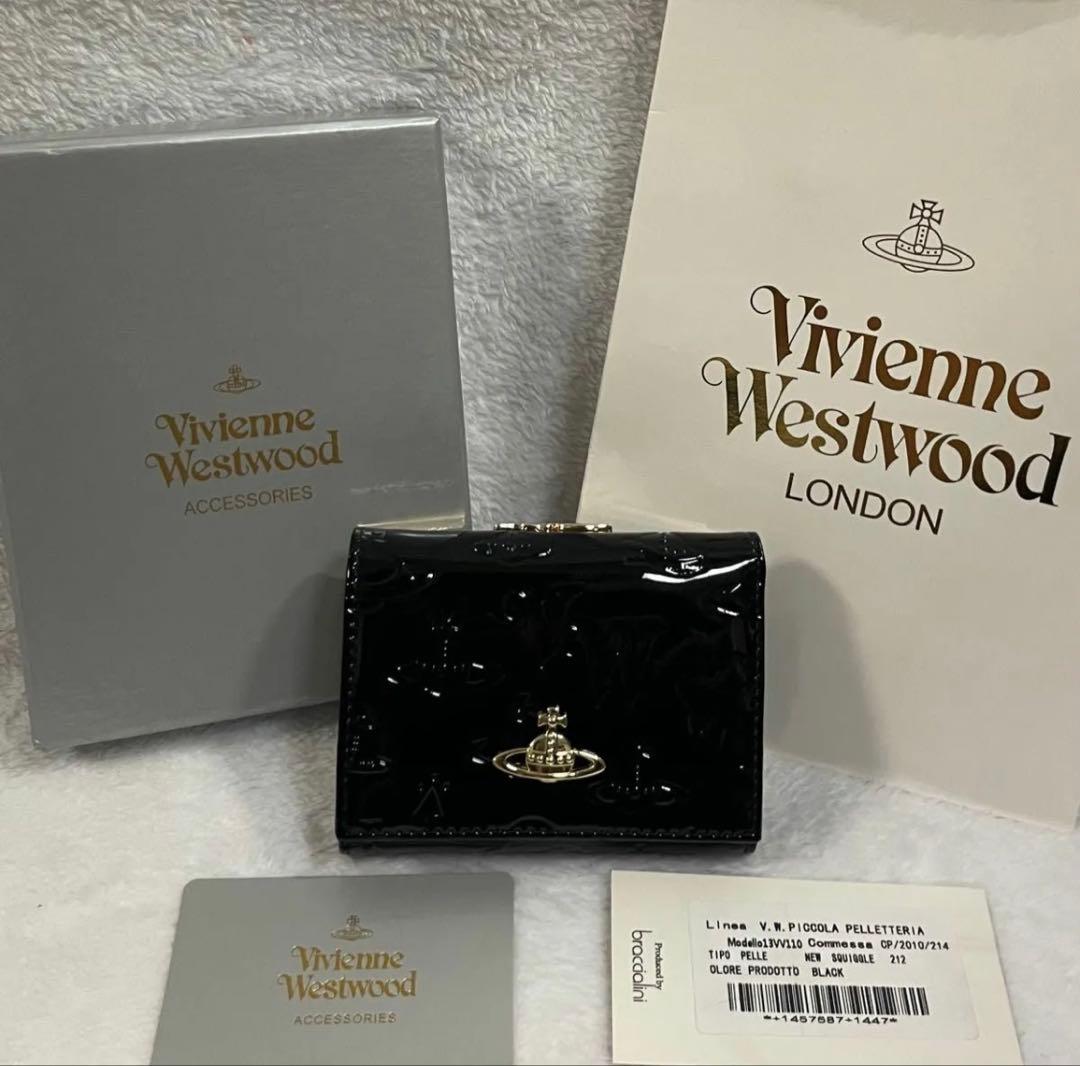 Vivienne
Westwood
ACCESSORIES
Vivienne
Westwood
LONDON
Vivienne
Westwood
ACCESSORIES
Produced by
braccialini
Linea V.W.PICCOLA PELLETTERIA
Modello13VV110 Commessa CP/2010/214
TIPO PELLE NEW SQUIGGLE 212
OLORE PRODOTTO BLACK
*+1457687+1447*